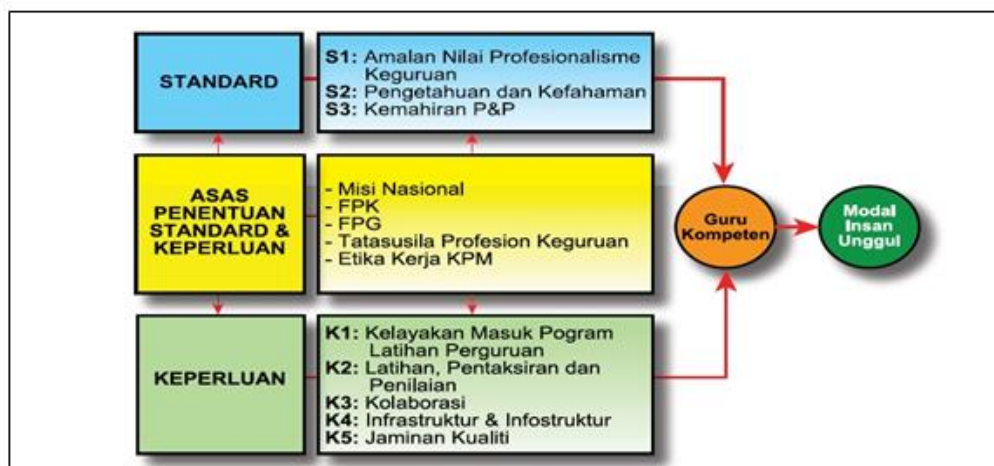 STANDARD
S1: Amalan Nilai Profesionalisme
Keguruan
S2: Pengetahuan dan Kefahaman
S3: Kemahiran P&P
ASAS
PENENTUAN
STANDARD &
KEPERLUAN
- Misi Nasional
- FPK
- FPG
- Tatasusila Profesion Keguruan
- Etika Kerja KPM
KEPERLUAN
K1: Kelayakan Masuk Pogram
Latihan Perguruan
K2: Latihan, Pentaksiran dan
Penilaian
K3: Kolaborasi
K4: Infrastruktur & Infostruktur
K5: Jaminan Kualiti
Guru
Kompeten
Modal
Insan
Unggul